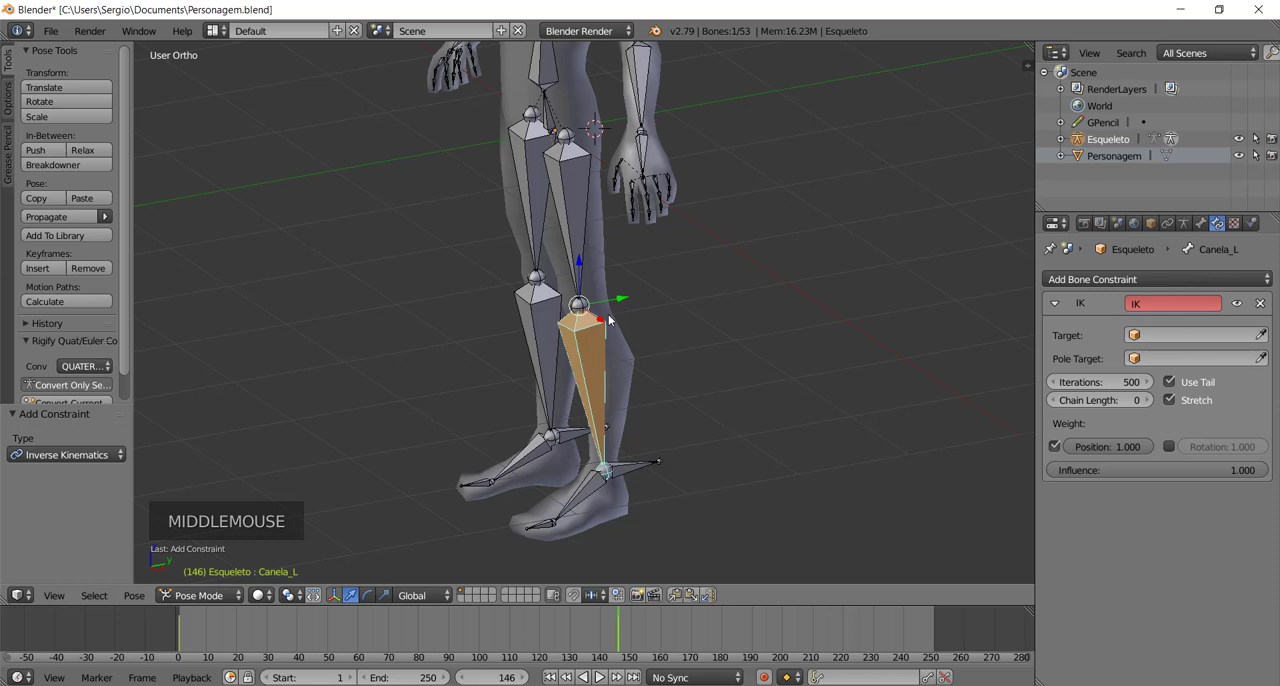 Blender* [C:\Users\Sergio\Documents\Personagem.blend]
File Render Window Help Default Scene Blender Render v2.79 | Bones:1/53 | Mem:16.23M | Esqueleto
Tools
Options
Grease Pencil
Pose Tools
Transform:
Translate
Rotate
Scale
In-Between:
Push Relax
Breakdowner
Pose:
Copy Paste
Propagate
Add To Library
Keyframes:
Insert Remove
Motion Paths:
Calculate
History
Rigify Quat/Euler Co
Conv QUATER...
Convert Only Se...
Convert Current
Add Constraint
Type
Inverse Kinematics
User Ortho
MIDDLEMOUSE
Last: Add Constraint
(146) Esqueleto : Canela_L
View Select Pose Pose Mode Global
View Search All Scenes
Scene
RenderLayers
World
GPencil
Esqueleto
Personagem
Esqueleto Canela_L
Add Bone Constraint
IK IK
Target:
Pole Target:
Iterations: 500 Use Tail
Chain Length: 0 Stretch
Weight:
Position: 1.000 Rotation: 1.000
Influence: 1.000
-50 -40 -30 -20 -10 0 10 20 30 40 50 60 70 80 90 100 110 120 130 140 150 160 170 180 190 200 210 220 230 240 250 260 270 280
View Marker Frame Playback Start: 1 End: 250 146 No Sync